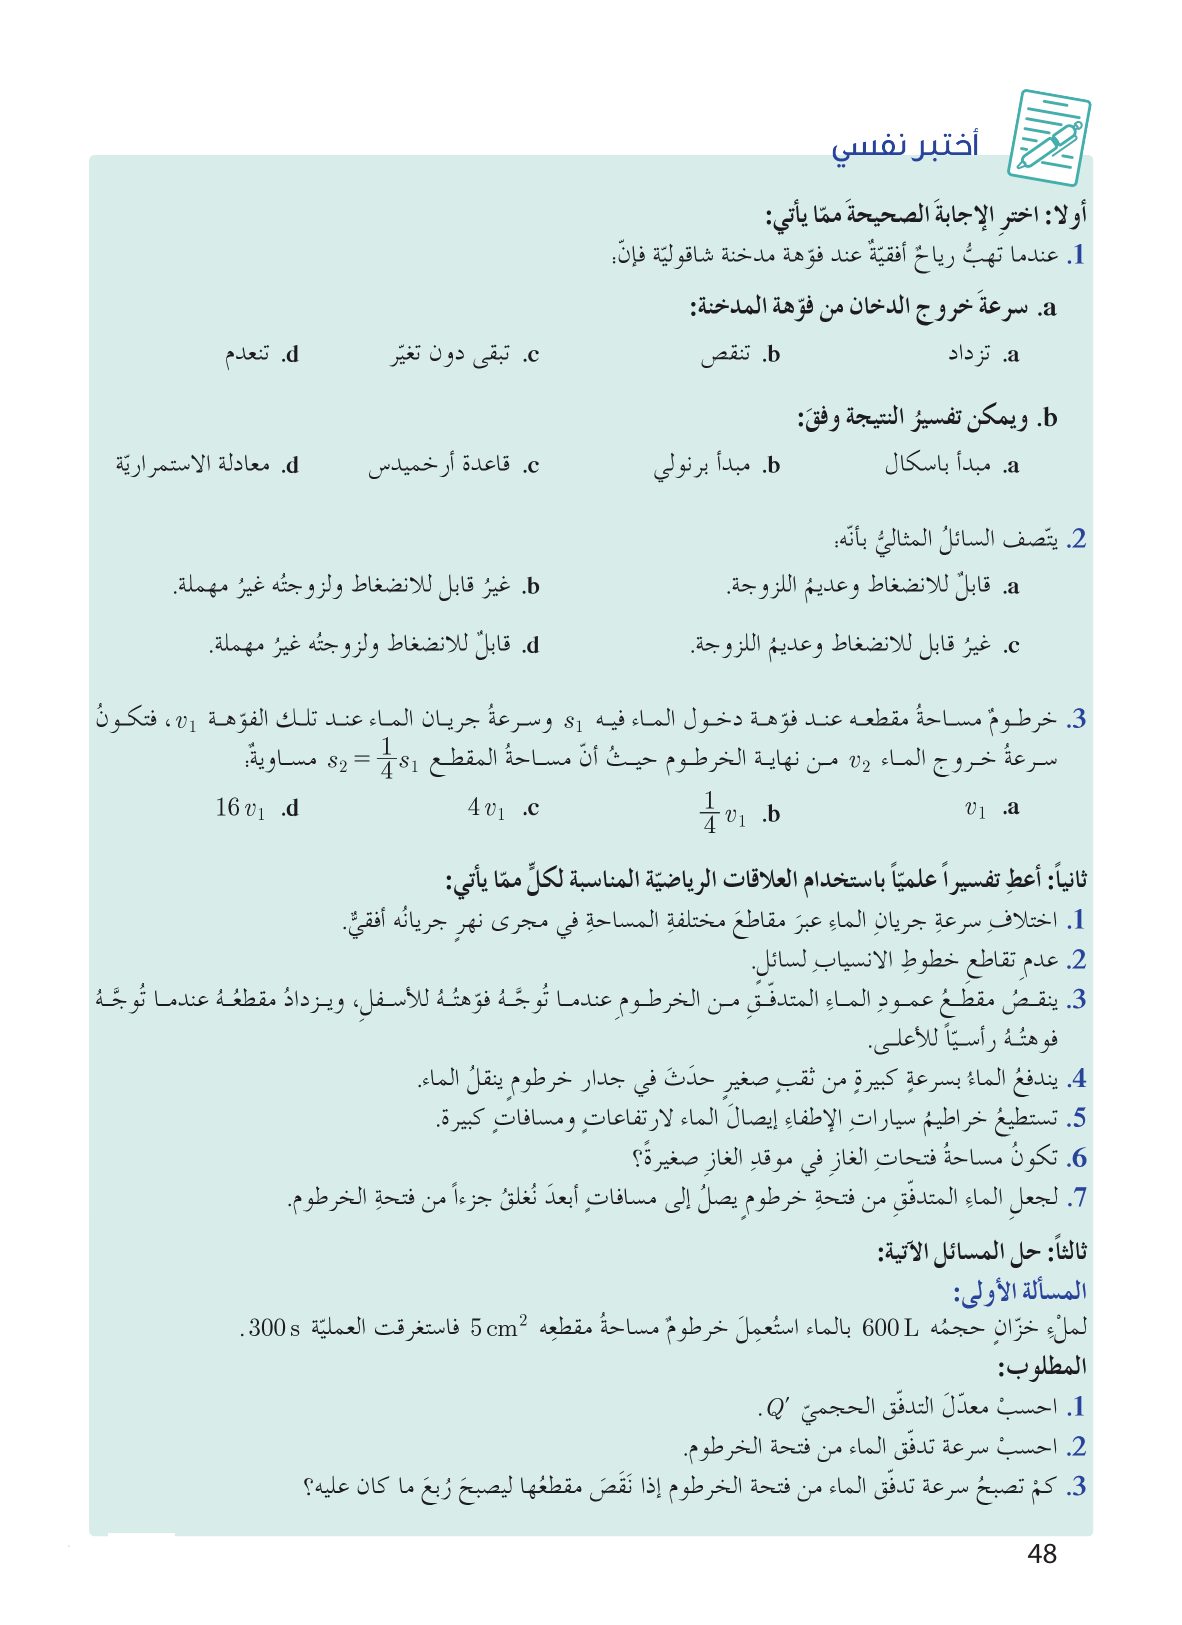 أختبر نفسي
أولا: اخترِ الإجابةَ الصحيحةَ ممّا يأتي:
1. عندما تهبُّ رياحٌ أفقيّةٌ عند فوّهة مدخنة شاقوليّة فإنّ:
a. سرعةَ خروج الدخان من فوّهة المدخنة:
a. تزداد b. تنقص c. تبقى دون تغيّر d. تنعدم
b. ويمكن تفسيرُ النتيجة وفقَ:
a. مبدأ باسكال b. مبدأ برنولي c. قاعدة أرخميدس d. معادلة الاستمراريّة
2. يتّصف السائلُ المثاليُّ بأنّه:
a. قابلٌ للانضغاط وعديمُ اللزوجة. b. غيرُ قابل للانضغاط ولزوجتُه غيرُ مهملة.
c. غيرُ قابل للانضغاط وعديمُ اللزوجة. d. قابلٌ للانضغاط ولزوجتُه غيرُ مهملة.
3. خرطومٌ مساحةُ مقطعه عند فوّهة دخول الماء فيه s₁ وسرعةُ جريان الماء عند تلك الفوّهة v₁، فتكونُ
سرعةُ خروج الماء v₂ من نهاية الخرطوم حيثُ أنّ مساحةُ المقطع s₂ = 1/4 s₁ مساويةٌ:
a. v₁ b. 1/4 v₁ c. 4 v₁ d. 16 v₁
ثانياً: أعطِ تفسيراً علميّاً باستخدام العلاقات الرياضيّة المناسبة لكلٍّ ممّا يأتي:
1. اختلافِ سرعةِ جريانِ الماءِ عبرَ مقاطعَ مختلفةِ المساحةِ في مجرى نهرٍ جريانُه أفقيٌّ.
2. عدمِ تقاطعِ خطوطِ الانسيابِ لسائلٍ.
3. ينقصُ مقطعُ عمودِ الماءِ المتدفّقِ من الخرطومِ عندما تُوجَّهُ فوّهتُهُ للأسفلِ، ويزدادُ مقطعُهُ عندما تُوجَّهُ
فوهتُهُ رأسيّاً للأعلى.
4. يندفعُ الماءُ بسرعةٍ كبيرةٍ من ثقبٍ صغيرٍ حدَثَ في جدار خرطومٍ ينقلُ الماء.
5. تستطيعُ خراطيمُ سياراتِ الإطفاءِ إيصالَ الماء لارتفاعاتٍ ومسافاتٍ كبيرة.
6. تكونُ مساحةُ فتحاتِ الغازِ في موقدِ الغازِ صغيرةً؟
7. لجعلِ الماءِ المتدفّقِ من فتحةِ خرطومٍ يصلُ إلى مسافاتٍ أبعدَ نُغلقُ جزءاً من فتحةِ الخرطوم.
ثالثاً: حل المسائل الآتية:
المسألة الأولى:
لملْءِ خزّانٍ حجمُه 600 L بالماء استُعمِلَ خرطومٌ مساحةُ مقطعِه 5 cm² فاستغرقت العمليّة 300 s.
المطلوب:
1. احسبْ معدّلَ التدفّق الحجميّ Q′.
2. احسبْ سرعة تدفّق الماء من فتحة الخرطوم.
3. كمْ تصبحُ سرعة تدفّق الماء من فتحة الخرطوم إذا نَقَصَ مقطعُها ليصبحَ رُبعَ ما كان عليه؟
48